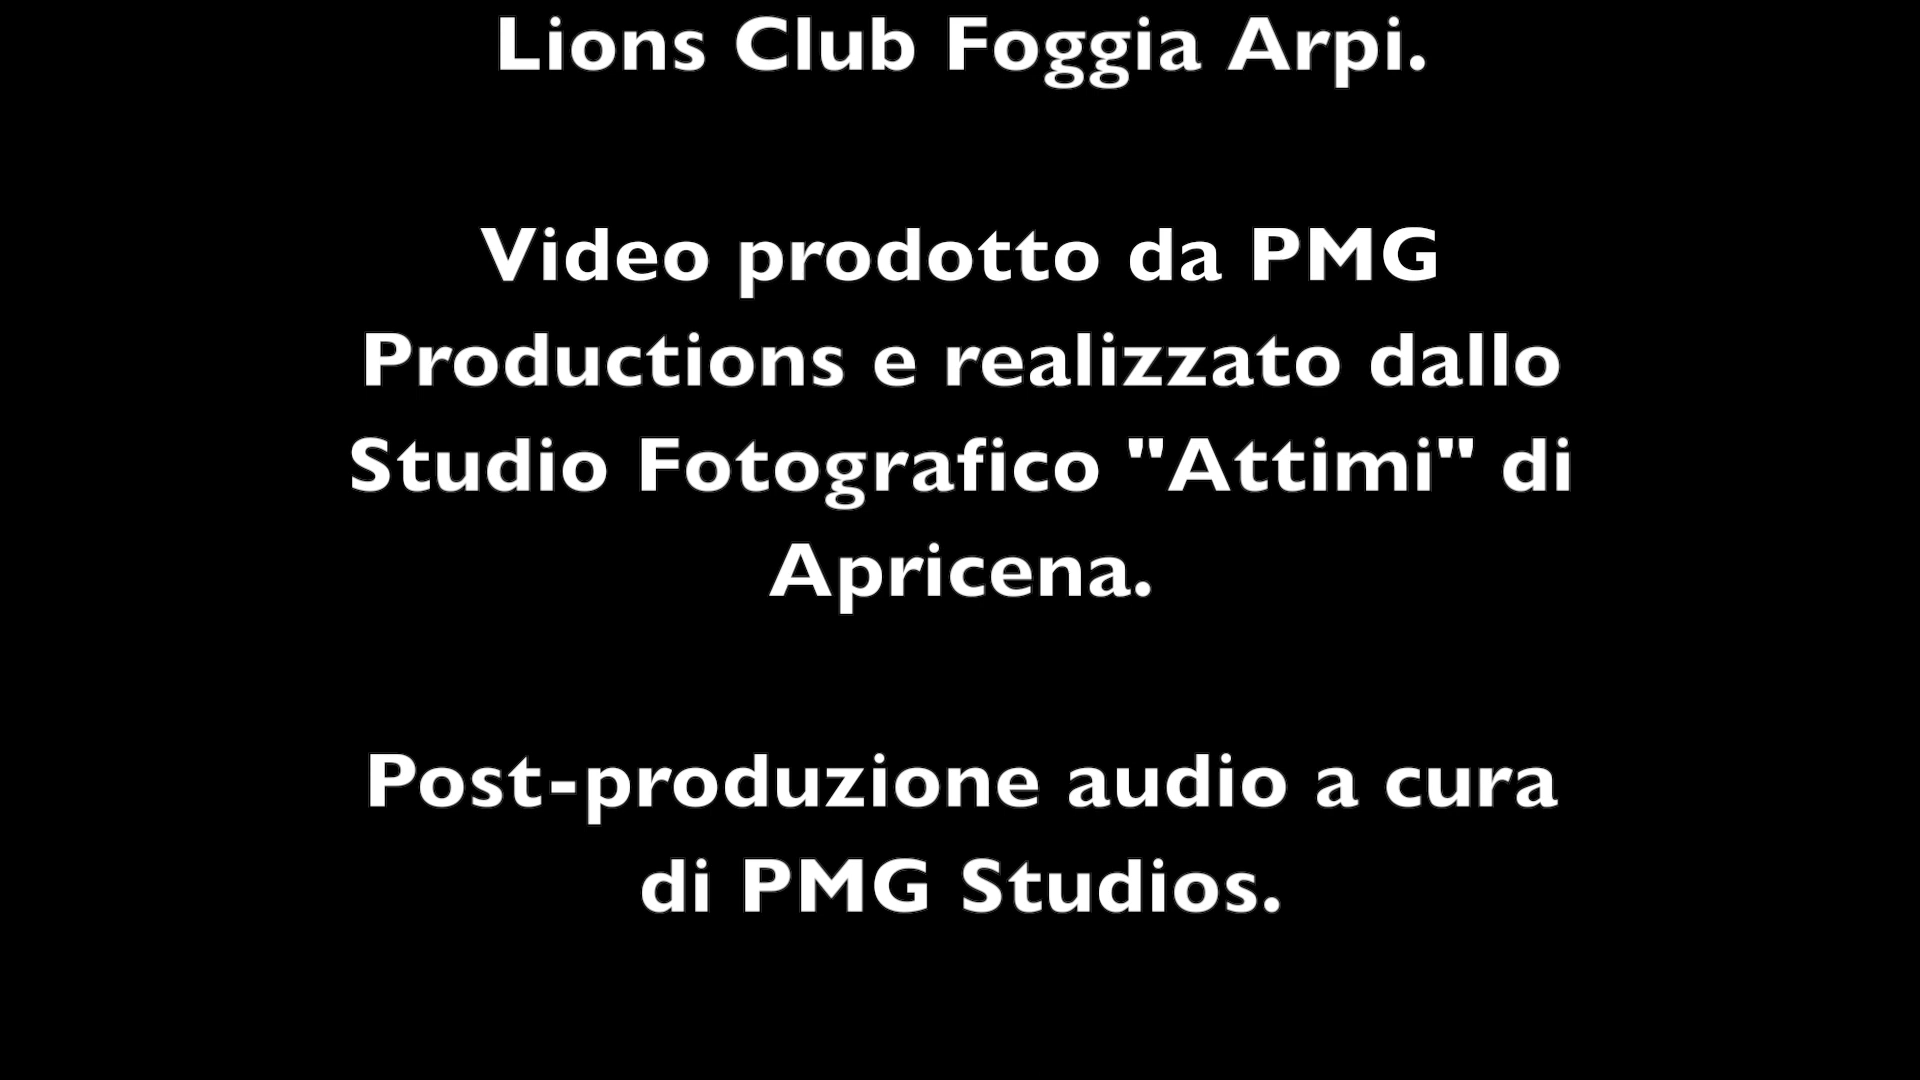 Lions Club Foggia Arpi.
Video prodotto da PMG
Productions e realizzato dallo
Studio Fotografico "Attimi" di
Apricena.
Post-produzione audio a cura
di PMG Studios.